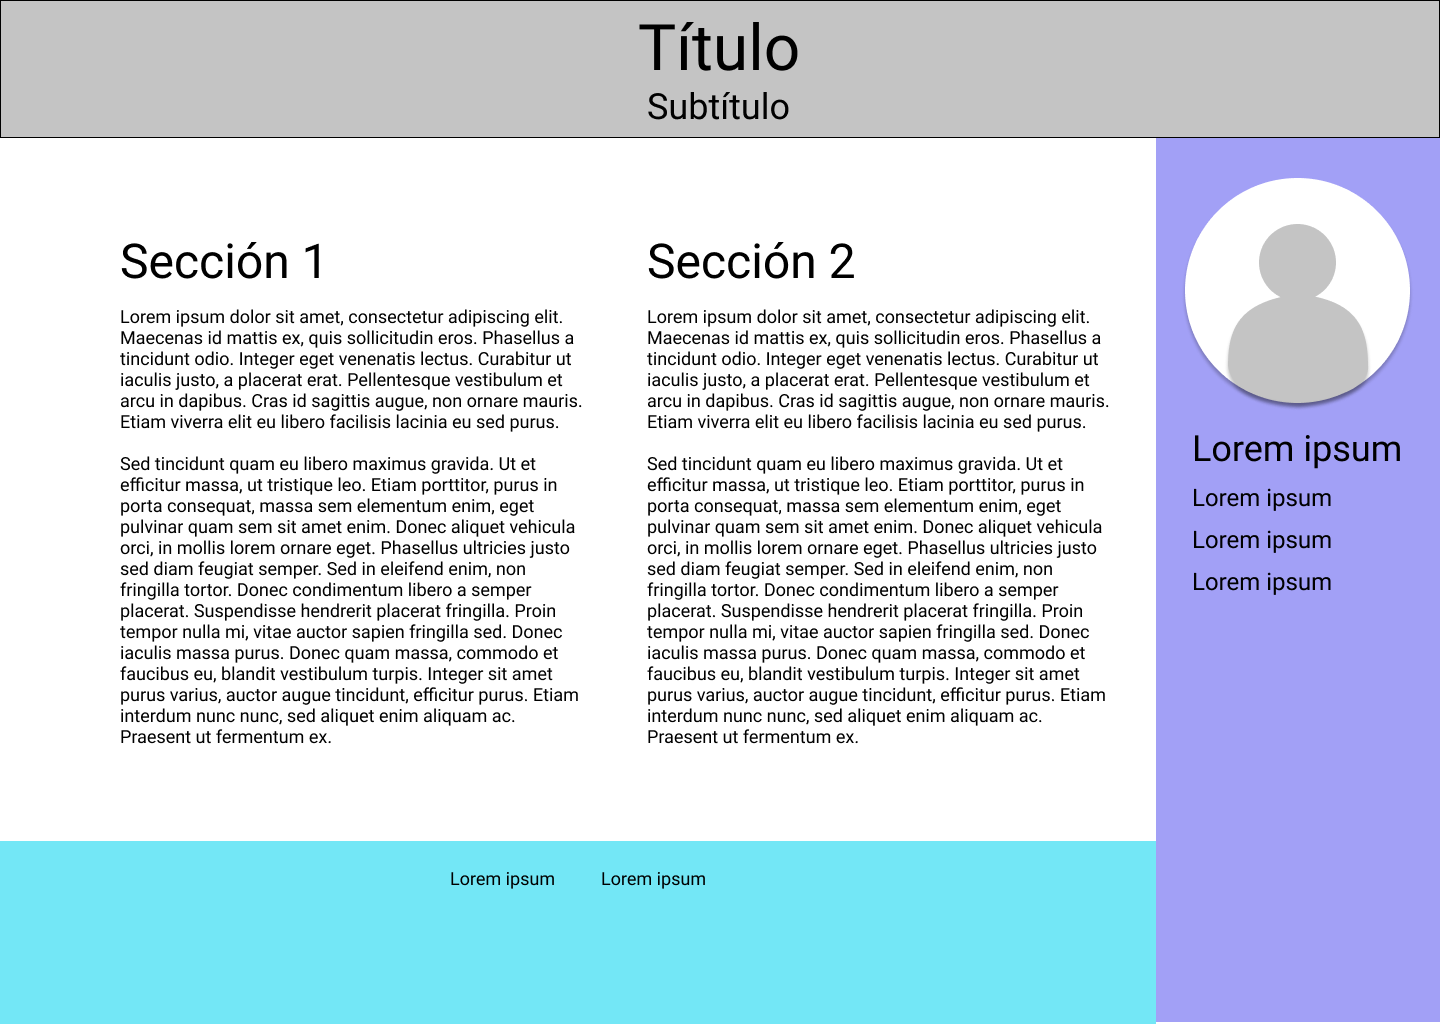 Título
Subtítulo
Sección 1
Lorem ipsum dolor sit amet, consectetur adipiscing elit.
Maecenas id mattis ex, quis sollicitudin eros. Phasellus a
tincidunt odio. Integer eget venenatis lectus. Curabitur ut
iaculis justo, a placerat erat. Pellentesque vestibulum et
arcu in dapibus. Cras id sagittis augue, non ornare mauris.
Etiam viverra elit eu libero facilisis lacinia eu sed purus.
Sed tincidunt quam eu libero maximus gravida. Ut et
efficitur massa, ut tristique leo. Etiam porttitor, purus in
porta consequat, massa sem elementum enim, eget
pulvinar quam sem sit amet enim. Donec aliquet vehicula
orci, in mollis lorem ornare eget. Phasellus ultricies justo
sed diam feugiat semper. Sed in eleifend enim, non
fringilla tortor. Donec condimentum libero a semper
placerat. Suspendisse hendrerit placerat fringilla. Proin
tempor nulla mi, vitae auctor sapien fringilla sed. Donec
iaculis massa purus. Donec quam massa, commodo et
faucibus eu, blandit vestibulum turpis. Integer sit amet
purus varius, auctor augue tincidunt, efficitur purus. Etiam
interdum nunc nunc, sed aliquet enim aliquam ac.
Praesent ut fermentum ex.
Sección 2
Lorem ipsum dolor sit amet, consectetur adipiscing elit.
Maecenas id mattis ex, quis sollicitudin eros. Phasellus a
tincidunt odio. Integer eget venenatis lectus. Curabitur ut
iaculis justo, a placerat erat. Pellentesque vestibulum et
arcu in dapibus. Cras id sagittis augue, non ornare mauris.
Etiam viverra elit eu libero facilisis lacinia eu sed purus.
Sed tincidunt quam eu libero maximus gravida. Ut et
efficitur massa, ut tristique leo. Etiam porttitor, purus in
porta consequat, massa sem elementum enim, eget
pulvinar quam sem sit amet enim. Donec aliquet vehicula
orci, in mollis lorem ornare eget. Phasellus ultricies justo
sed diam feugiat semper. Sed in eleifend enim, non
fringilla tortor. Donec condimentum libero a semper
placerat. Suspendisse hendrerit placerat fringilla. Proin
tempor nulla mi, vitae auctor sapien fringilla sed. Donec
iaculis massa purus. Donec quam massa, commodo et
faucibus eu, blandit vestibulum turpis. Integer sit amet
purus varius, auctor augue tincidunt, efficitur purus. Etiam
interdum nunc nunc, sed aliquet enim aliquam ac.
Praesent ut fermentum ex.
Lorem ipsum
Lorem ipsum
Lorem ipsum
Lorem ipsum
Lorem ipsum
Lorem ipsum